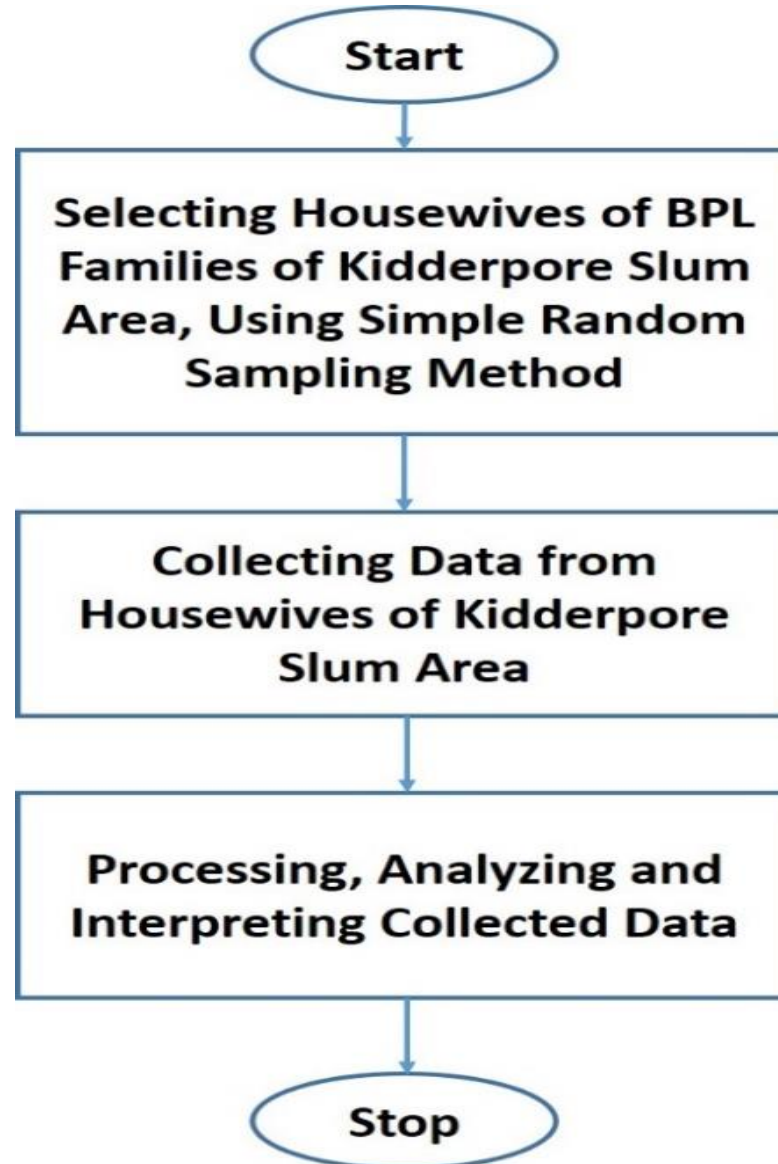 Start
Selecting Housewives of BPL
Families of Kidderpore Slum
Area, Using Simple Random
Sampling Method
Collecting Data from
Housewives of Kidderpore
Slum Area
Processing, Analyzing and
Interpreting Collected Data
Stop